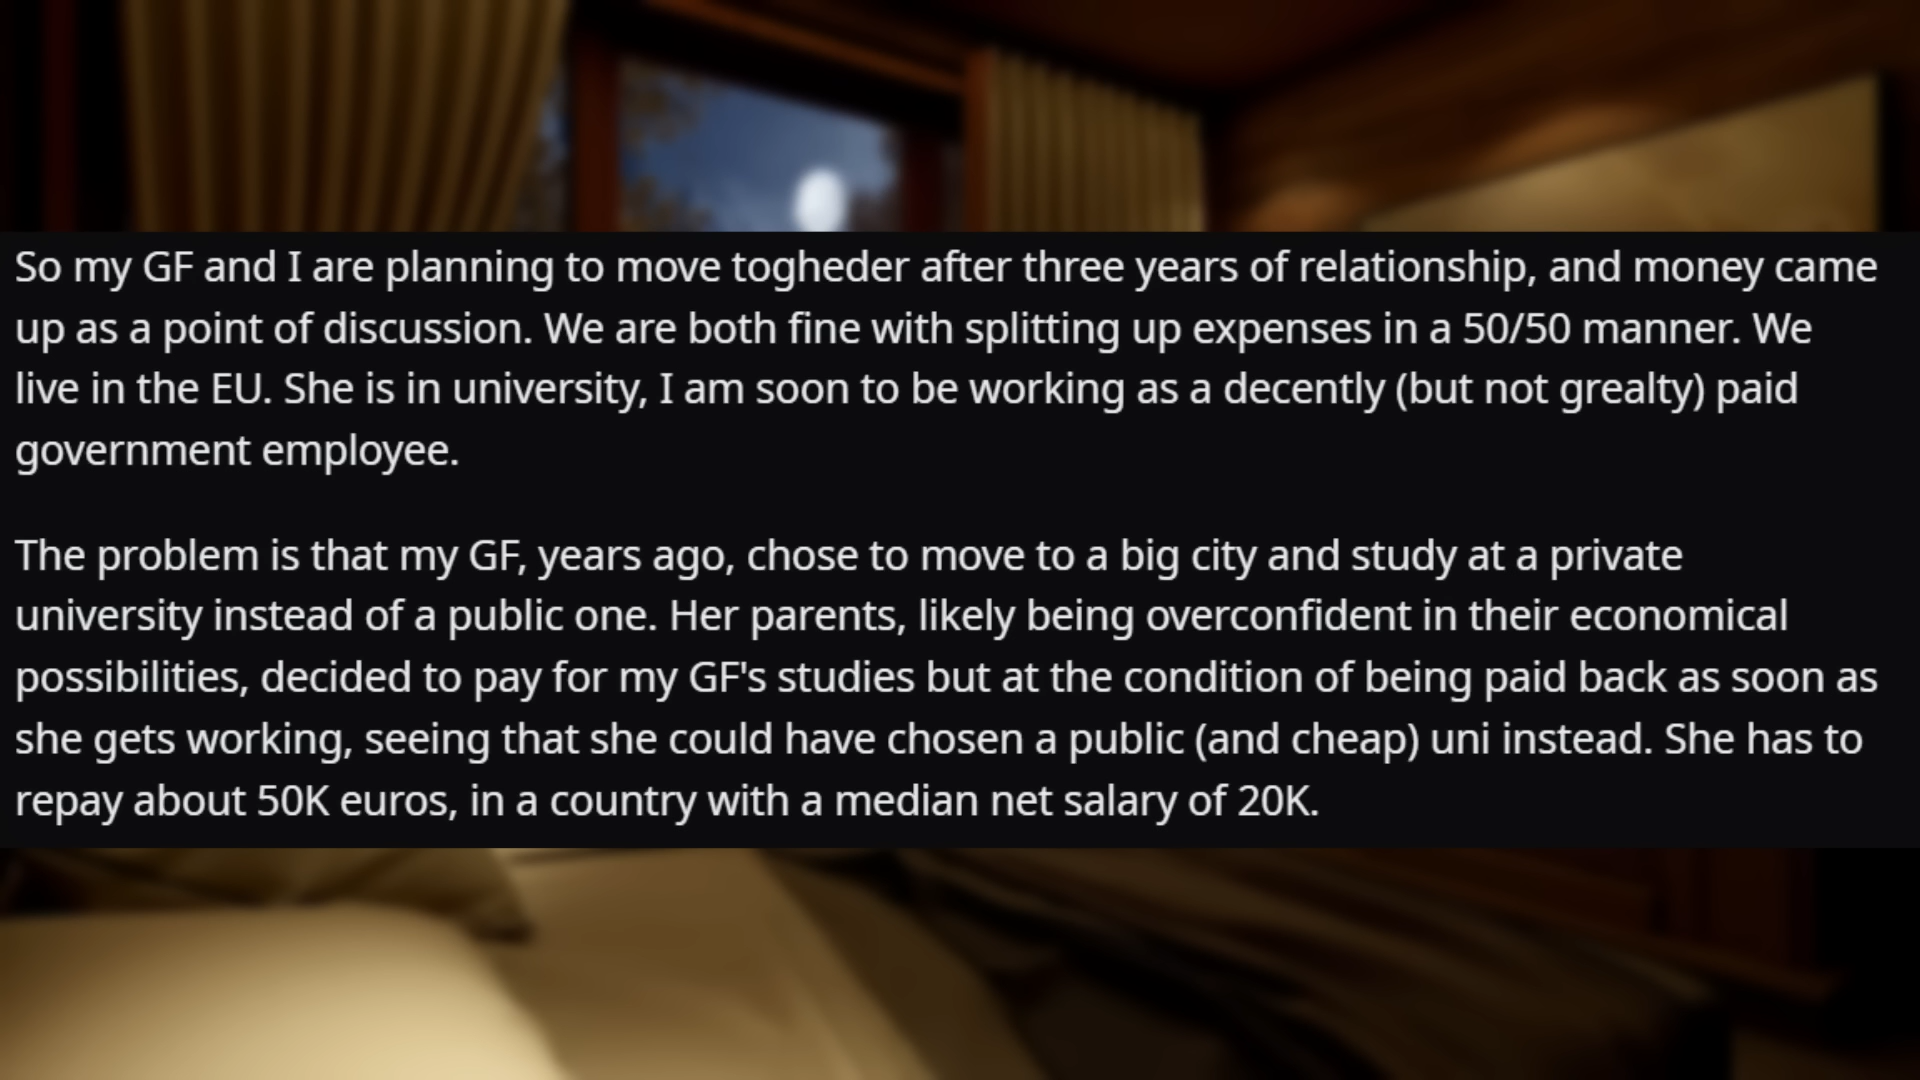 So my GF and I are planning to move togheder after three years of relationship, and money came
up as a point of discussion. We are both fine with splitting up expenses in a 50/50 manner. We
live in the EU. She is in university, I am soon to be working as a decently (but not grealty) paid
government employee.
The problem is that my GF, years ago, chose to move to a big city and study at a private
university instead of a public one. Her parents, likely being overconfident in their economical
possibilities, decided to pay for my GF's studies but at the condition of being paid back as soon as
she gets working, seeing that she could have chosen a public (and cheap) uni instead. She has to
repay about 50K euros, in a country with a median net salary of 20K.